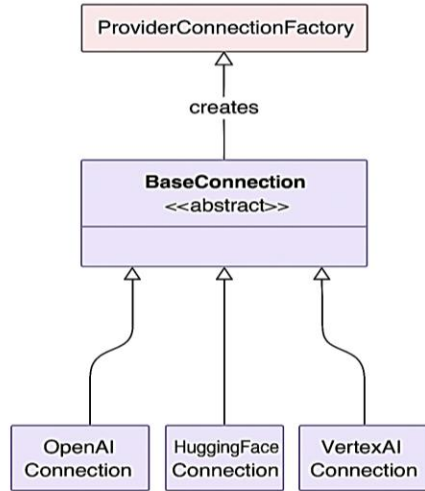 ProviderConnectionFactory
creates
BaseConnection
<<abstract>>
OpenAI
Connection
HuggingFace
Connection
VertexAI
Connection